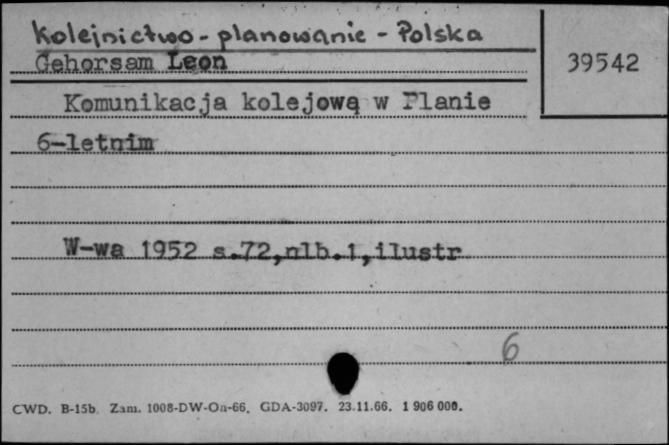 Kolejnictwo - planowanie - Polska
Gehorsam Leon
39542
Komunikacja kolejową w Planie
6-letnim
W-wa 1952 s.72,nlb.1,ilustr
6
CWD. B-15b. Zam. 1008-DW-On-66. GDA-3097. 23.11.66. 1 906 000.